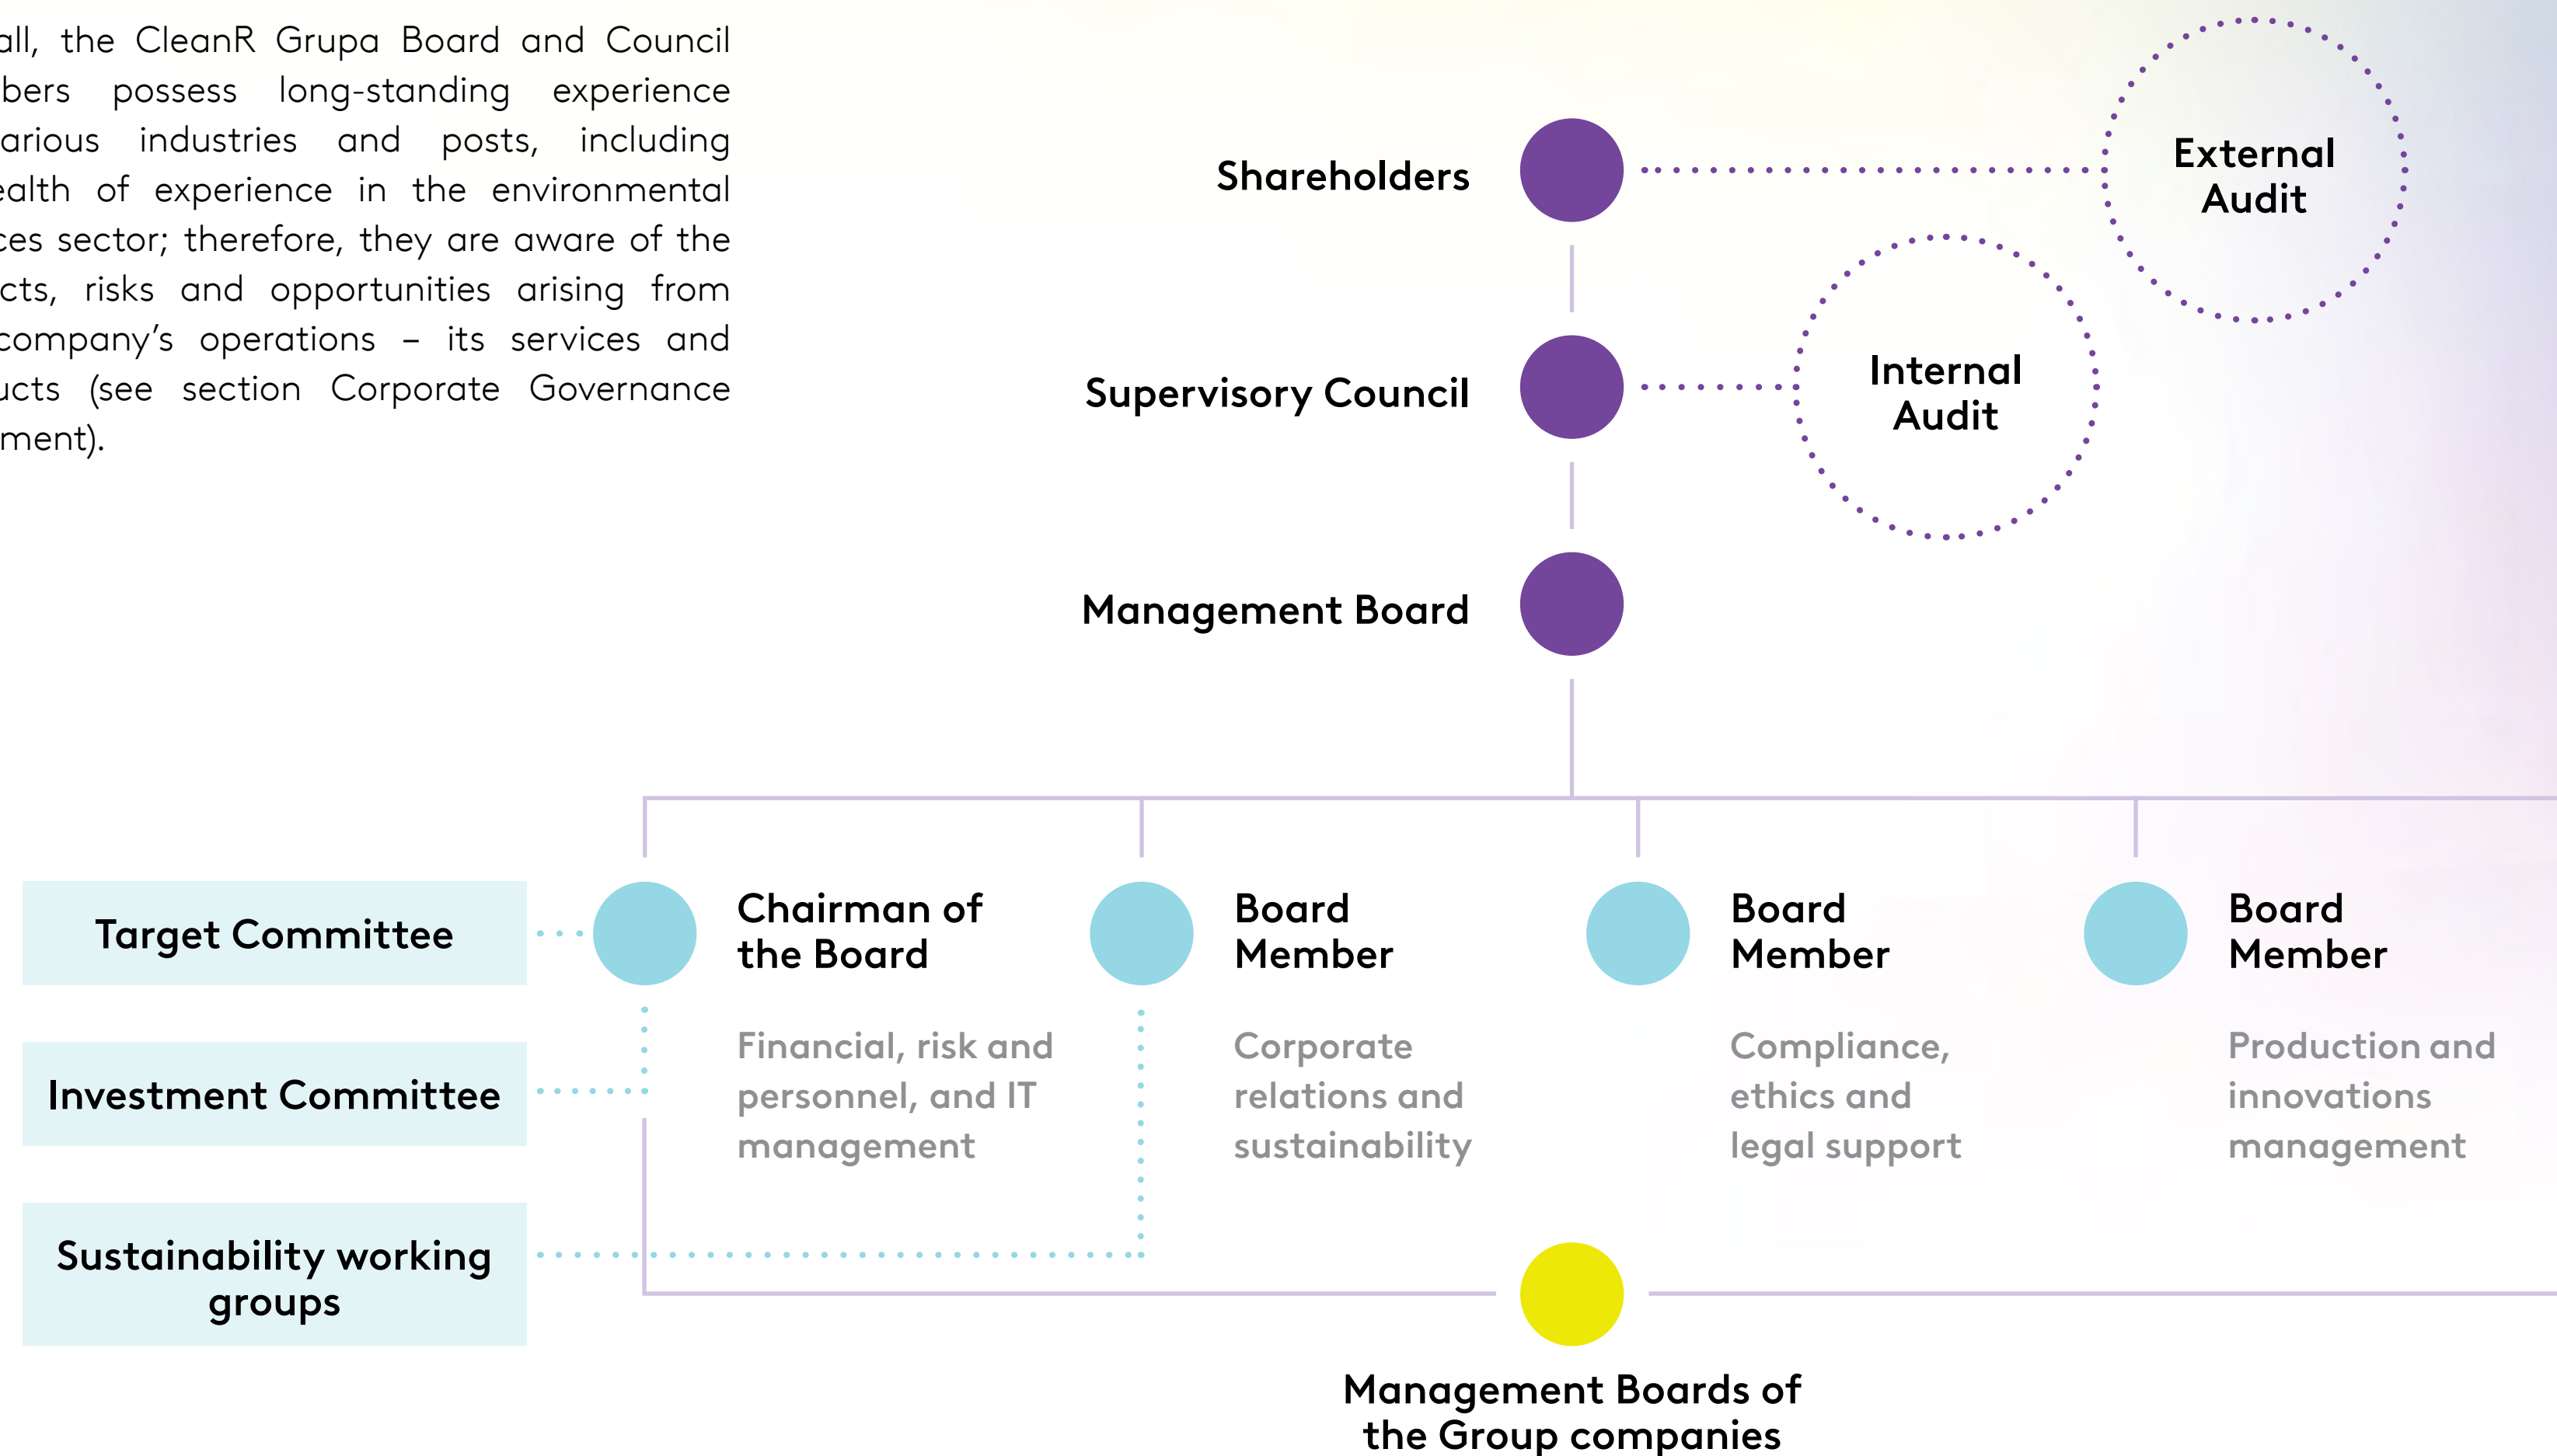 all, the CleanR Grupa Board and Council
bers possess long-standing experience
arious industries and posts, including
ealth of experience in the environmental
ces sector; therefore, they are aware of the
cts, risks and opportunities arising from
company’s operations – its services and
ucts (see section Corporate Governance
ment).
Shareholders
External
Audit
Supervisory Council
Internal
Audit
Management Board
Target Committee
Chairman of
the Board
Financial, risk and
personnel, and IT
management
Board
Member
Corporate
relations and
sustainability
Board
Member
Compliance,
ethics and
legal support
Board
Member
Production and
innovations
management
Investment Committee
Sustainability working
groups
Management Boards of
the Group companies